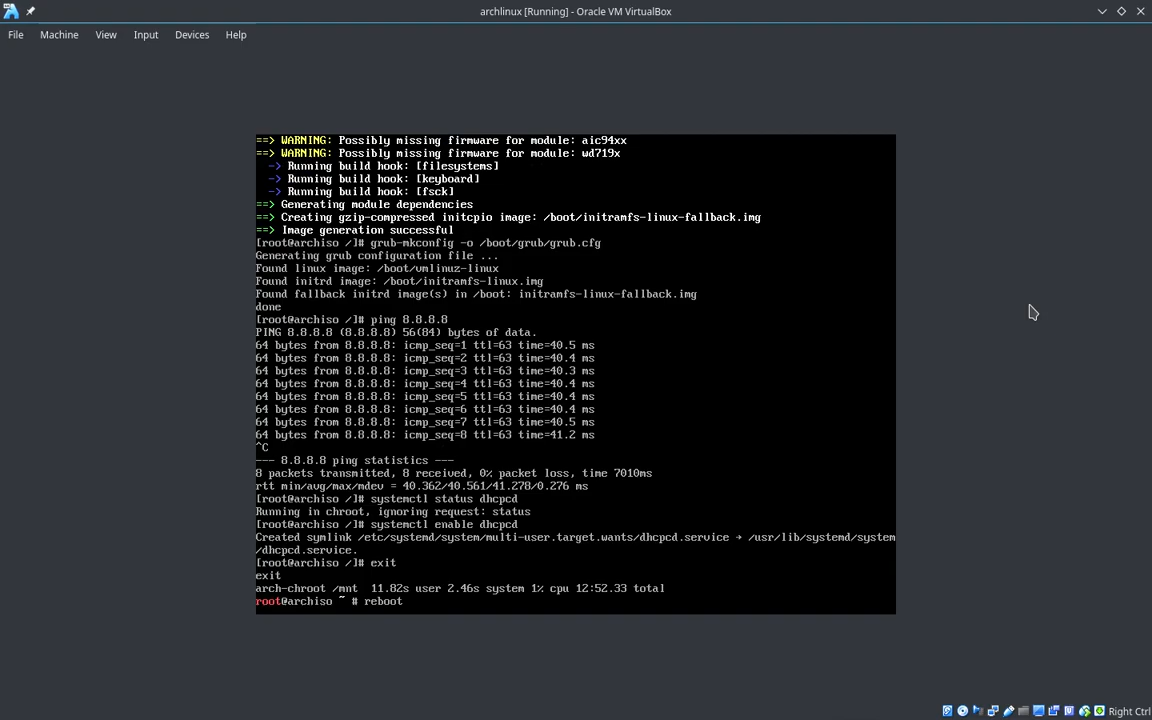 archlinux [Running] - Oracle VM VirtualBox
File Machine View Input Devices Help
==> WARNING: Possibly missing firmware for module: aic94xx
==> WARNING: Possibly missing firmware for module: wd719x
-> Running build hook: [filesystems]
-> Running build hook: [keyboard]
-> Running build hook: [fsck]
==> Generating module dependencies
==> Creating gzip-compressed initcpio image: /boot/initramfs-linux-fallback.img
==> Image generation successful
[root@archiso /]# grub-mkconfig -o /boot/grub/grub.cfg
Generating grub configuration file ...
Found linux image: /boot/vmlinuz-linux
Found initrd image: /boot/initramfs-linux.img
Found fallback initrd image(s) in /boot: initramfs-linux-fallback.img
done
[root@archiso /]# ping 8.8.8.8
PING 8.8.8.8 (8.8.8.8) 56(84) bytes of data.
64 bytes from 8.8.8.8: icmp_seq=1 ttl=63 time=40.5 ms
64 bytes from 8.8.8.8: icmp_seq=2 ttl=63 time=40.4 ms
64 bytes from 8.8.8.8: icmp_seq=3 ttl=63 time=40.3 ms
64 bytes from 8.8.8.8: icmp_seq=4 ttl=63 time=40.4 ms
64 bytes from 8.8.8.8: icmp_seq=5 ttl=63 time=40.4 ms
64 bytes from 8.8.8.8: icmp_seq=6 ttl=63 time=40.4 ms
64 bytes from 8.8.8.8: icmp_seq=7 ttl=63 time=40.5 ms
64 bytes from 8.8.8.8: icmp_seq=8 ttl=63 time=41.2 ms
^C
--- 8.8.8.8 ping statistics ---
8 packets transmitted, 8 received, 0% packet loss, time 7010ms
rtt min/avg/max/mdev = 40.362/40.561/41.278/0.276 ms
[root@archiso /]# systemctl status dhcpcd
Running in chroot, ignoring request: status
[root@archiso /]# systemctl enable dhcpcd
Created symlink /etc/systemd/system/multi-user.target.wants/dhcpcd.service → /usr/lib/systemd/system
/dhcpcd.service.
[root@archiso /]# exit
exit
arch-chroot /mnt  11.82s user 2.46s system 1% cpu 12:52.33 total
root@archiso ~ # reboot
Right Ctrl